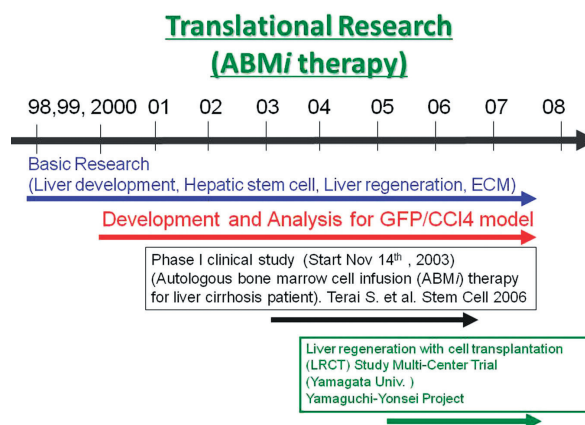 Translational Research
(ABMi therapy)
98,99, 2000 01 02 03 04 05 06 07 08
Basic Research
(Liver development, Hepatic stem cell, Liver regeneration, ECM)
Development and Analysis for GFP/CCl4 model
Phase I clinical study (Start Nov 14th , 2003)
(Autologous bone marrow cell infusion (ABMi) therapy
for liver cirrhosis patient). Terai S. et al. Stem Cell 2006
Liver regeneration with cell transplantation
(LRCT) Study Multi-Center Trial
(Yamagata Univ. )
Yamaguchi-Yonsei Project